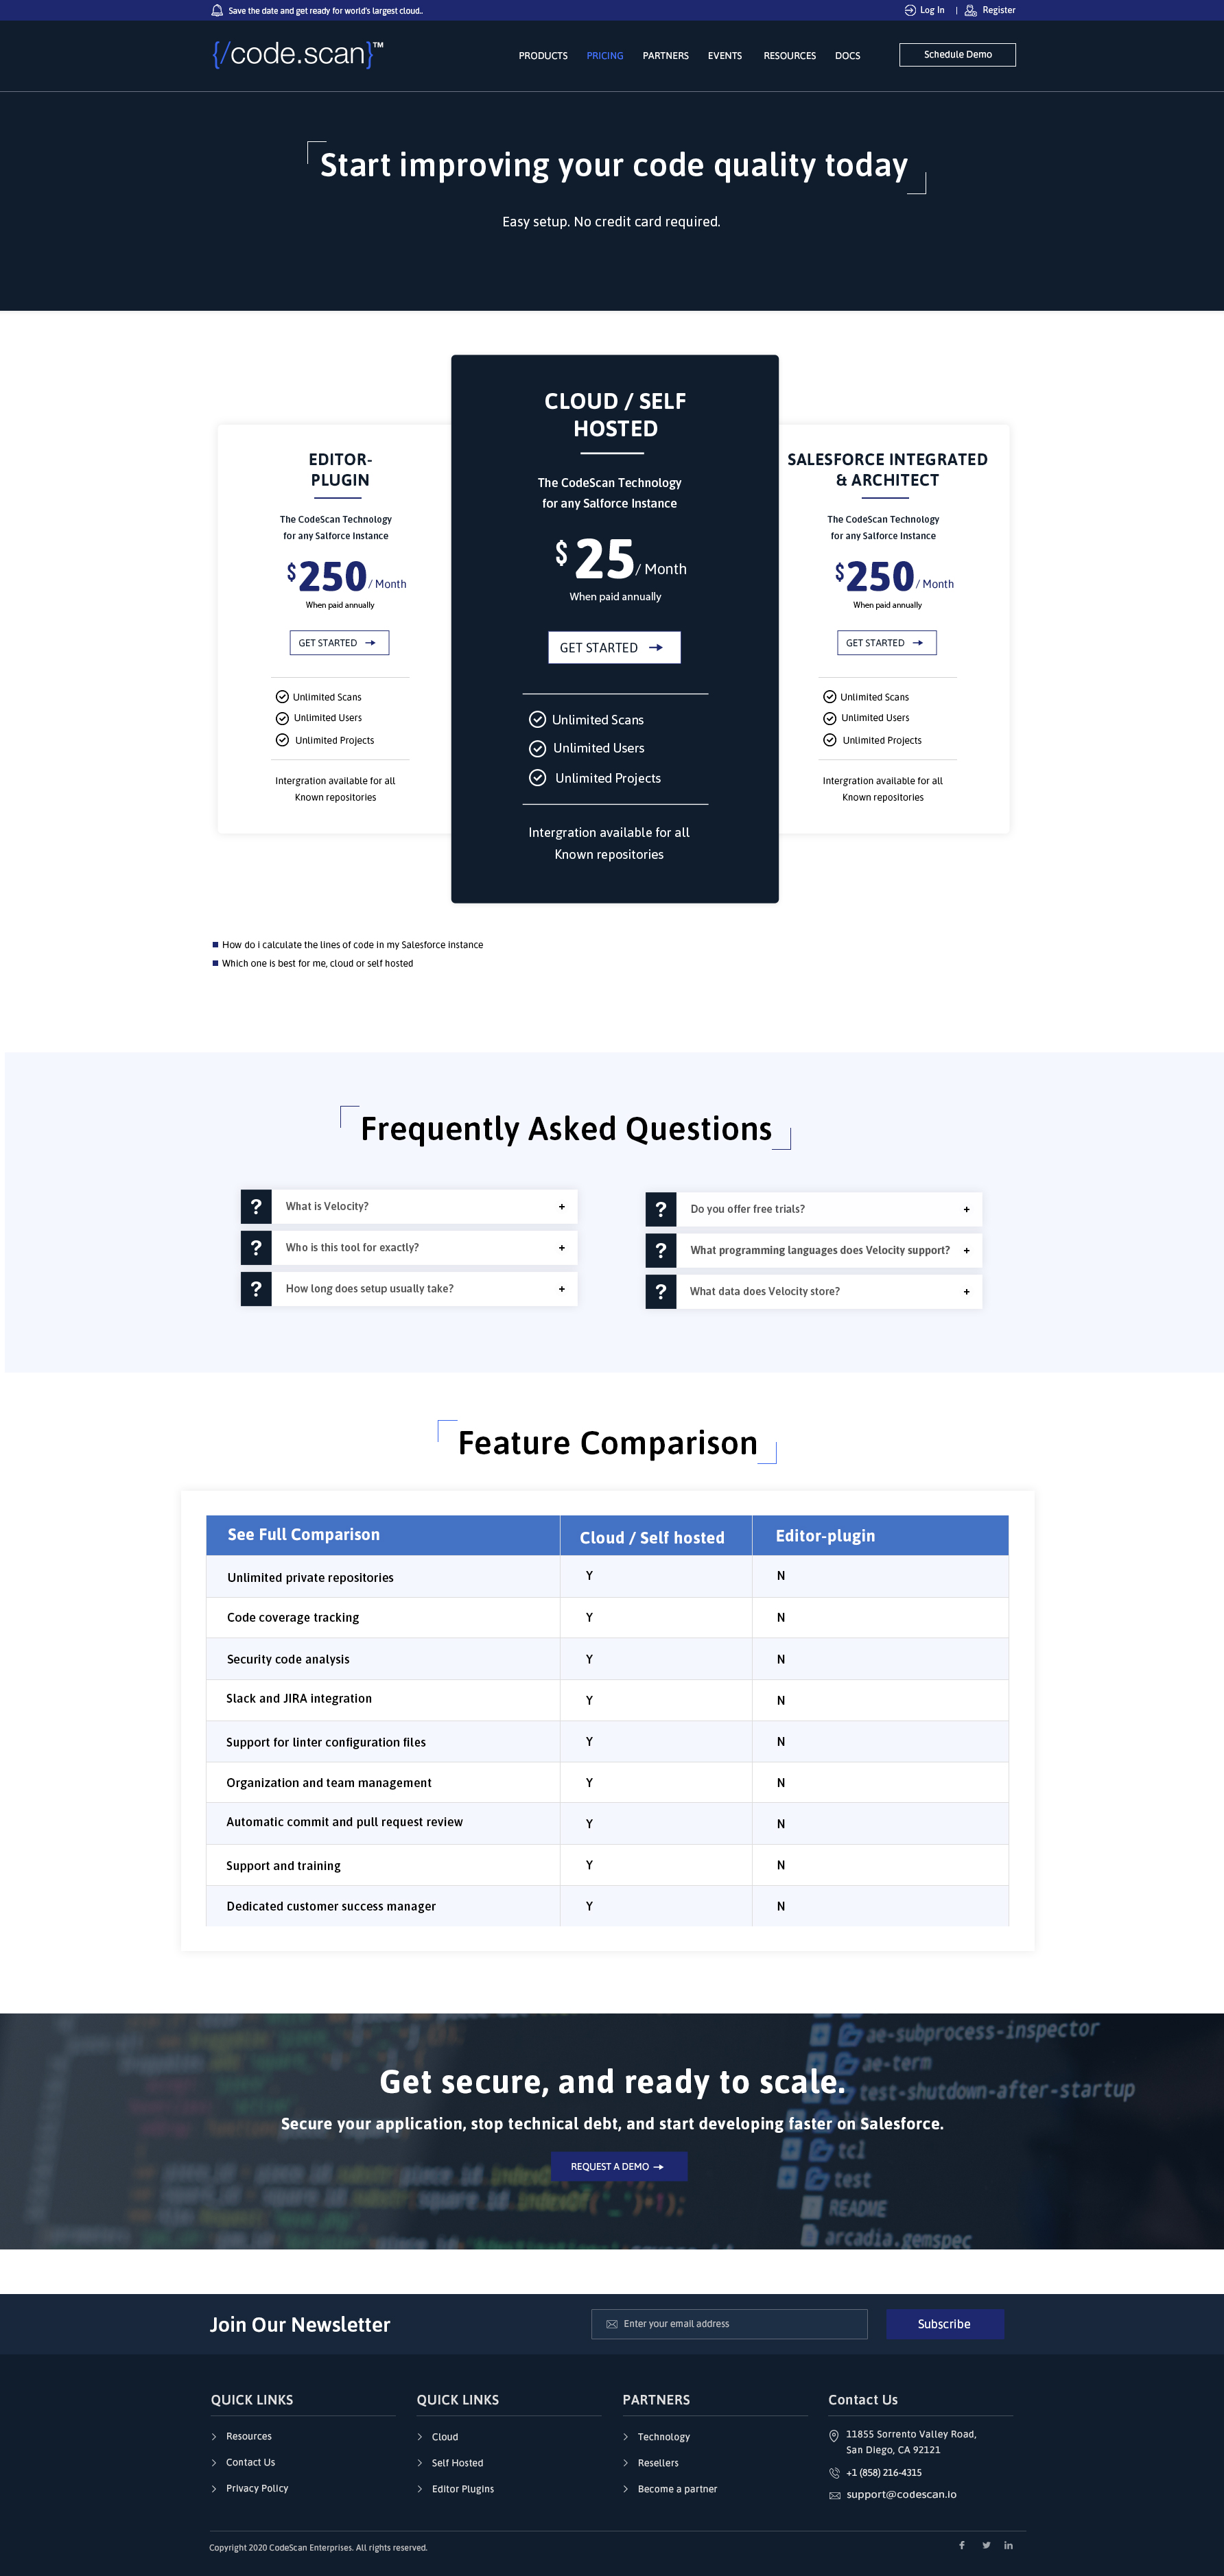 Save the date and get ready for world's largest cloud..
Log In | Register
{/code.scan}™
PRODUCTS PRICING PARTNERS EVENTS RESOURCES DOCS Schedule Demo
Start improving your code quality today
Easy setup. No credit card required.
EDITOR-
PLUGIN
The CodeScan Technology
for any Salforce Instance
$250/ Month
When paid annually
GET STARTED
Unlimited Scans
Unlimited Users
Unlimited Projects
Intergration available for all
Known repositories
CLOUD / SELF
HOSTED
The CodeScan Technology
for any Salforce Instance
$ 25/ Month
When paid annually
GET STARTED
Unlimited Scans
Unlimited Users
Unlimited Projects
Intergration available for all
Known repositories
SALESFORCE INTEGRATED
& ARCHITECT
The CodeScan Technology
for any Salforce Instance
$250/ Month
When paid annually
GET STARTED
Unlimited Scans
Unlimited Users
Unlimited Projects
Intergration available for all
Known repositories
How do i calculate the lines of code in my Salesforce instance
Which one is best for me, cloud or self hosted
Frequently Asked Questions
? What is Velocity? +
? Who is this tool for exactly? +
? How long does setup usually take? +
? Do you offer free trials? +
? What programming languages does Velocity support? +
? What data does Velocity store? +
Feature Comparison
See Full Comparison Cloud / Self hosted Editor-plugin
Unlimited private repositories Y N
Code coverage tracking Y N
Security code analysis Y N
Slack and JIRA integration Y N
Support for linter configuration files Y N
Organization and team management Y N
Automatic commit and pull request review Y N
Support and training Y N
Dedicated customer success manager Y N
ae-subprocess-inspector
ae-term
test-shutdown-after-startup
tcl
test
README
arcadia.gemspec
Get secure, and ready to scale.
Secure your application, stop technical debt, and start developing faster on Salesforce.
REQUEST A DEMO
Join Our Newsletter
Enter your email address
Subscribe
QUICK LINKS
Resources
Contact Us
Privacy Policy
QUICK LINKS
Cloud
Self Hosted
Editor Plugins
PARTNERS
Technology
Resellers
Become a partner
Contact Us
11855 Sorrento Valley Road,
San Diego, CA 92121
+1 (858) 216-4315
support@codescan.io
Copyright 2020 CodeScan Enterprises. All rights reserved.